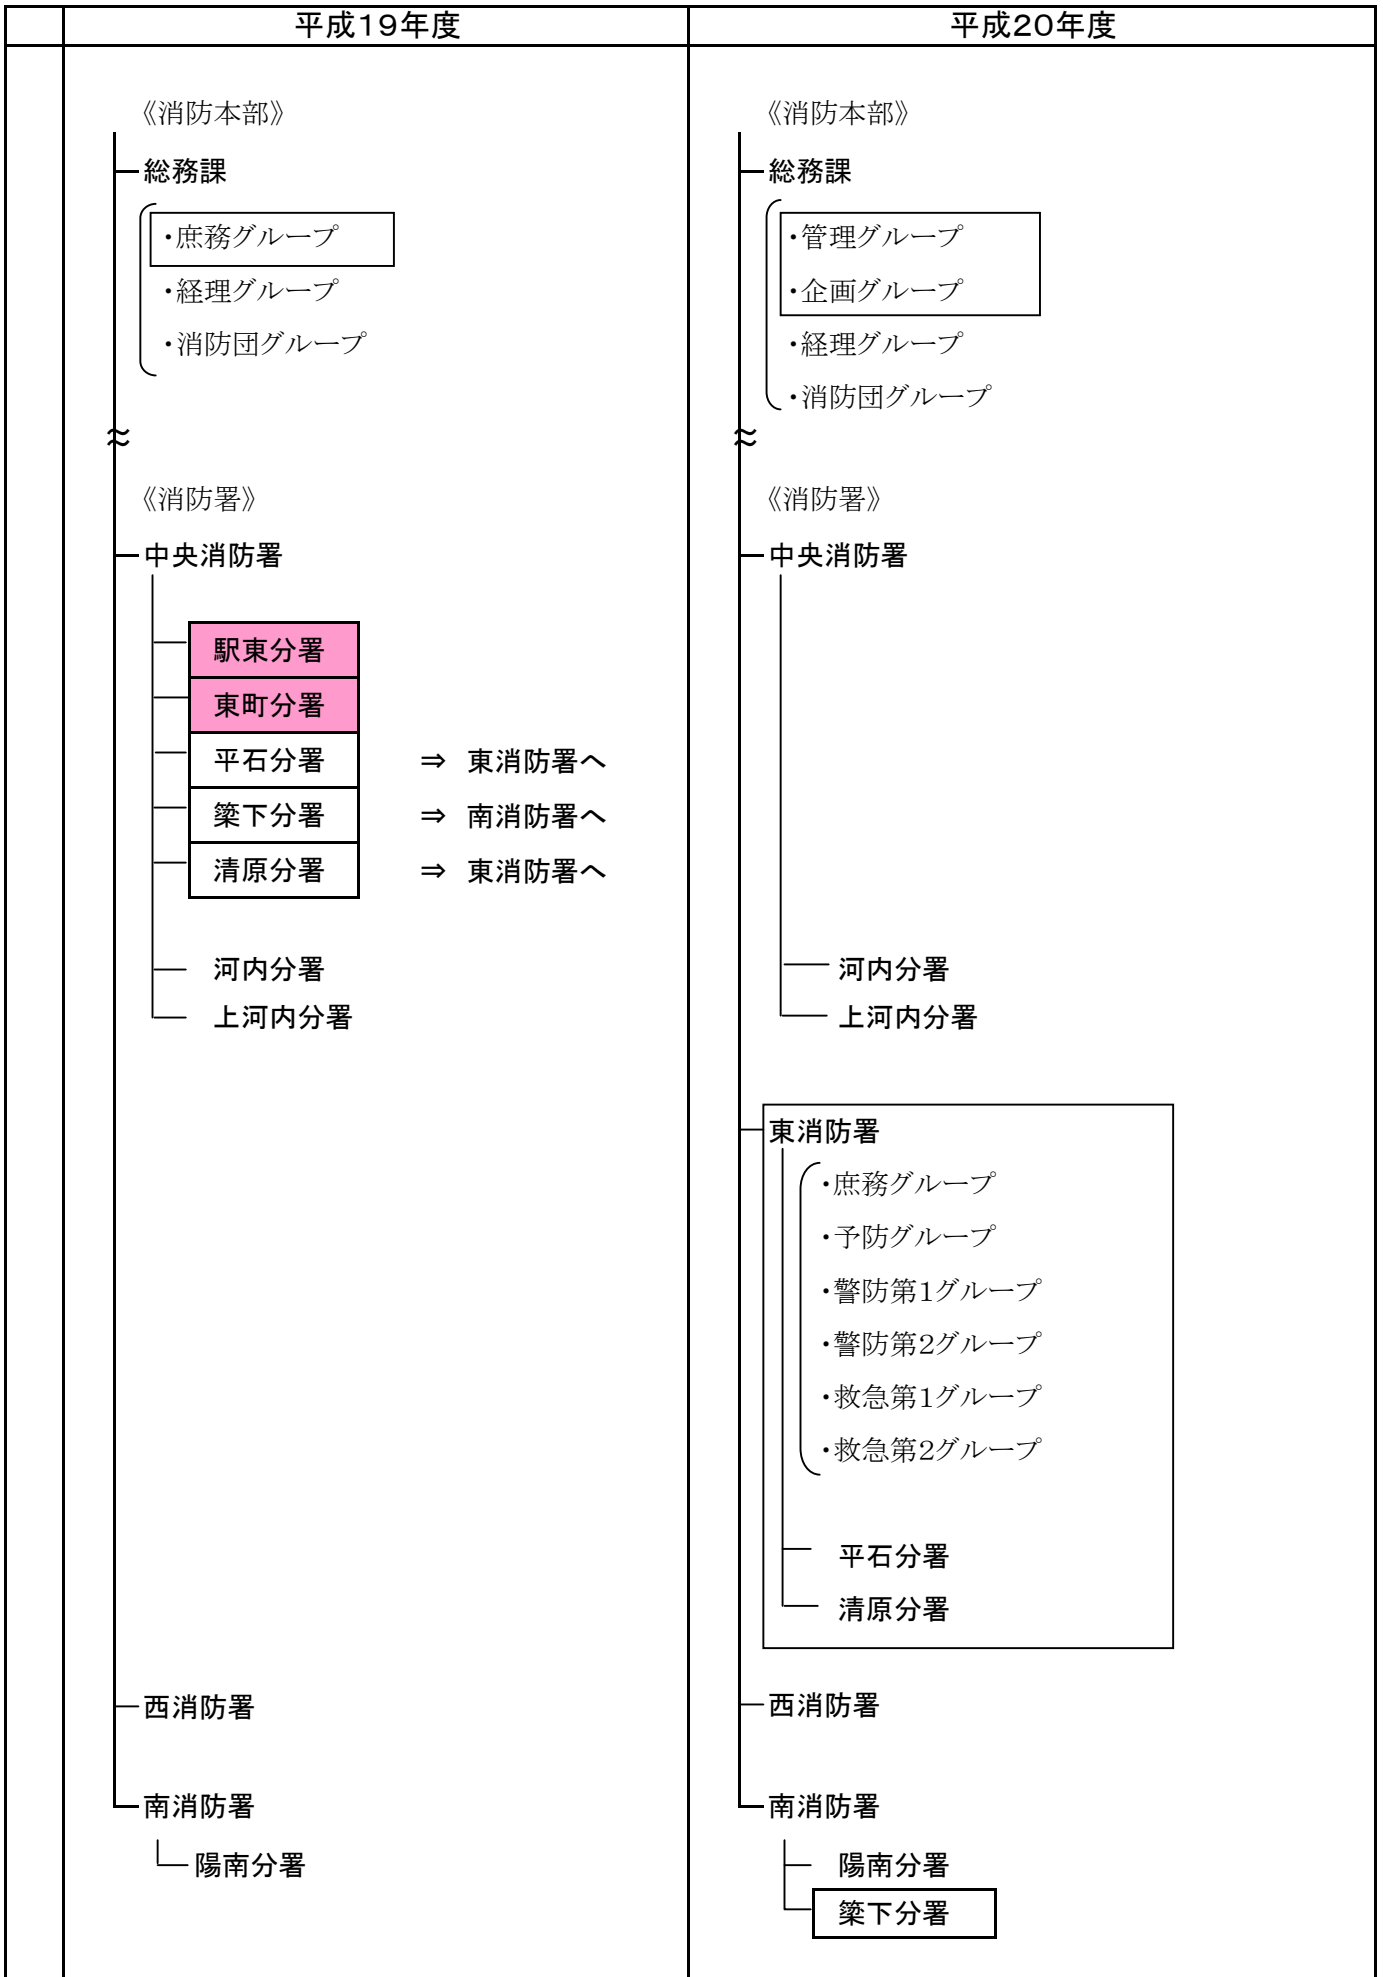 平成19年度
《消防本部》
総務課
・庶務グループ
・経理グループ
・消防団グループ
≈
《消防署》
中央消防署
駅東分署
東町分署
平石分署 ⇒ 東消防署へ
簗下分署 ⇒ 南消防署へ
清原分署 ⇒ 東消防署へ
河内分署
上河内分署
西消防署
南消防署
陽南分署
平成20年度
《消防本部》
総務課
・管理グループ
・企画グループ
・経理グループ
・消防団グループ
≈
《消防署》
中央消防署
河内分署
上河内分署
東消防署
・庶務グループ
・予防グループ
・警防第1グループ
・警防第2グループ
・救急第1グループ
・救急第2グループ
平石分署
清原分署
西消防署
南消防署
陽南分署
簗下分署